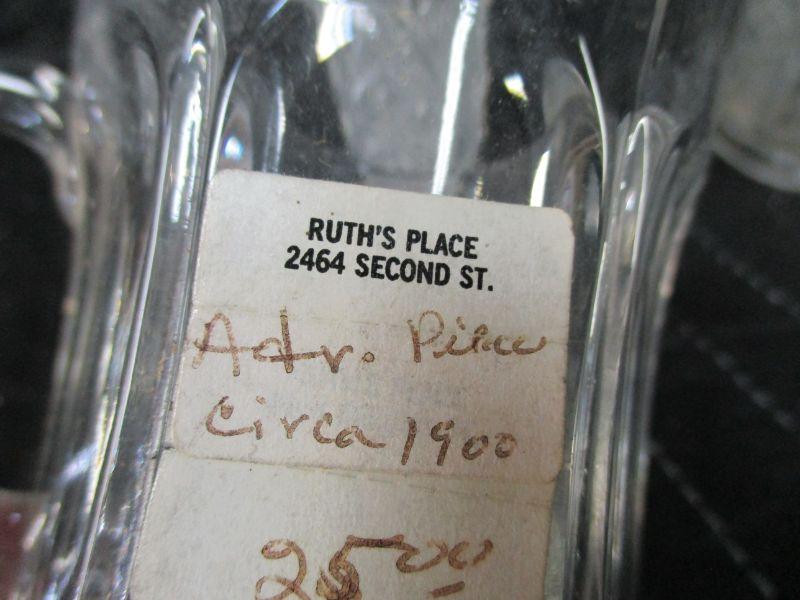 RUTH'S PLACE
2464 SECOND ST.
Adv. Piece
Circa 1900
25.00